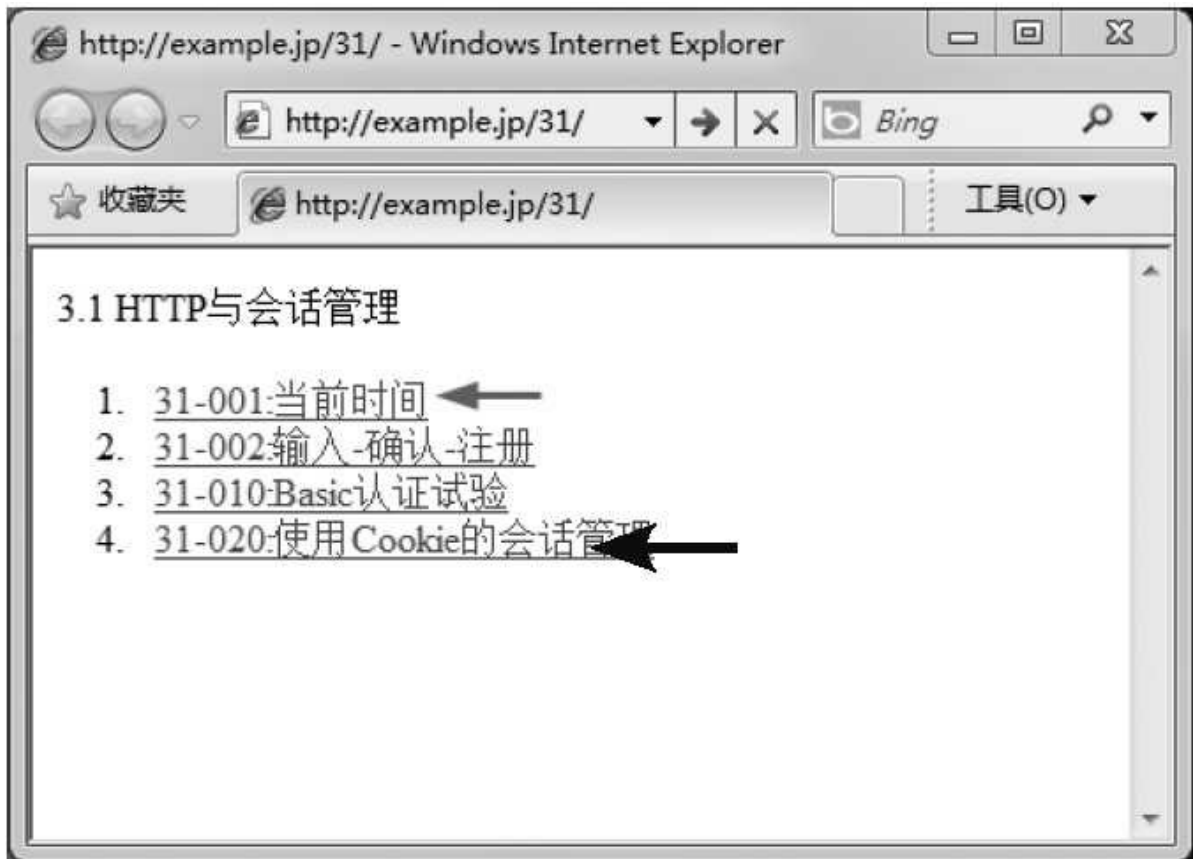 http://example.jp/31/ - Windows Internet Explorer
http://example.jp/31/
Bing
收藏夹
http://example.jp/31/
工具(O)
3.1 HTTP与会话管理
1. 31-001:当前时间
2. 31-002:输入-确认-注册
3. 31-010:Basic认证试验
4. 31-020:使用Cookie的会话管理